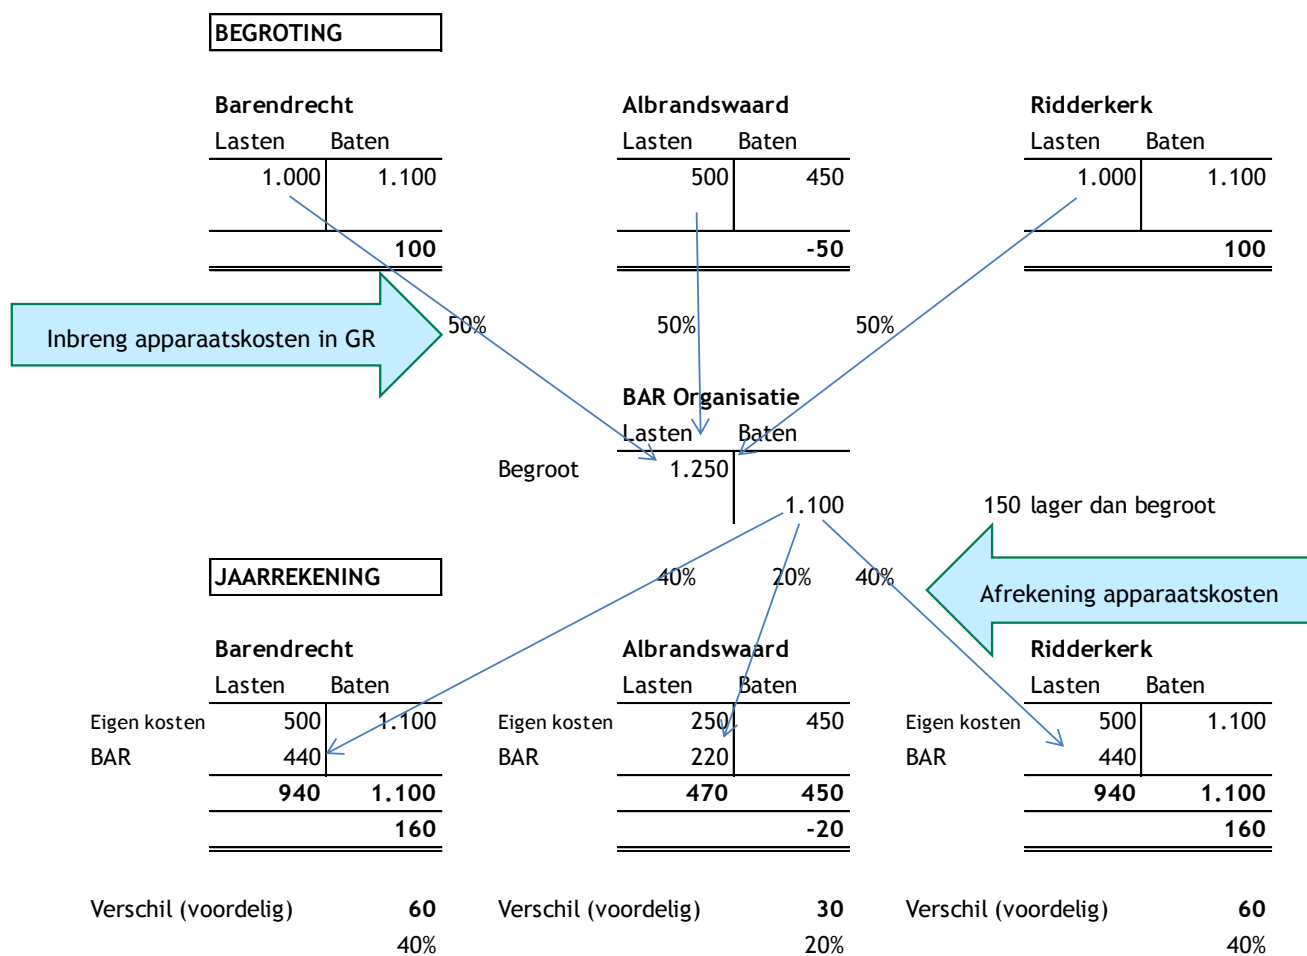 BEGROTING
Barendrecht Albrandswaard Ridderkerk
Lasten Baten Lasten Baten Lasten Baten
1.000 1.100 500 450 1.000 1.100
100 -50 100
Inbreng apparaatskosten in GR 50% 50% 50%
BAR Organisatie
Lasten Baten
Begroot 1.250
1.100 150 lager dan begroot
JAARREKENING 40% 20% 40% Afrekening apparaatskosten
Barendrecht Albrandswaard Ridderkerk
Lasten Baten Lasten Baten Lasten Baten
Eigen kosten 500 1.100 Eigen kosten 250 450 Eigen kosten 500 1.100
BAR 440 BAR 220 BAR 440
940 1.100 470 450 940 1.100
160 -20 160
Verschil (voordelig) 60 Verschil (voordelig) 30 Verschil (voordelig) 60
40% 20% 40%